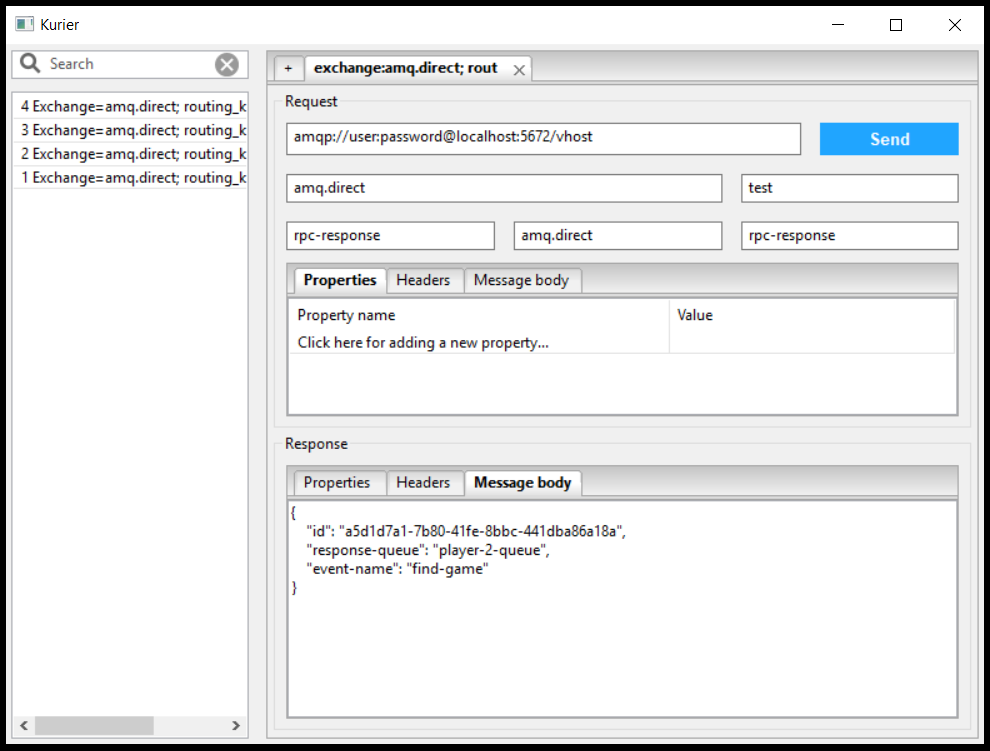 Kurier
Search
4 Exchange=amq.direct; routing_k
3 Exchange=amq.direct; routing_k
2 Exchange=amq.direct; routing_k
1 Exchange=amq.direct; routing_k
+ exchange:amq.direct; rout
Request
amqp://user:password@localhost:5672/vhost Send
amq.direct test
rpc-response amq.direct rpc-response
Properties Headers Message body
Property name Value
Click here for adding a new property...
Response
Properties Headers Message body
{
"id": "a5d1d7a1-7b80-41fe-8bbc-441dba86a18a",
"response-queue": "player-2-queue",
"event-name": "find-game"
}